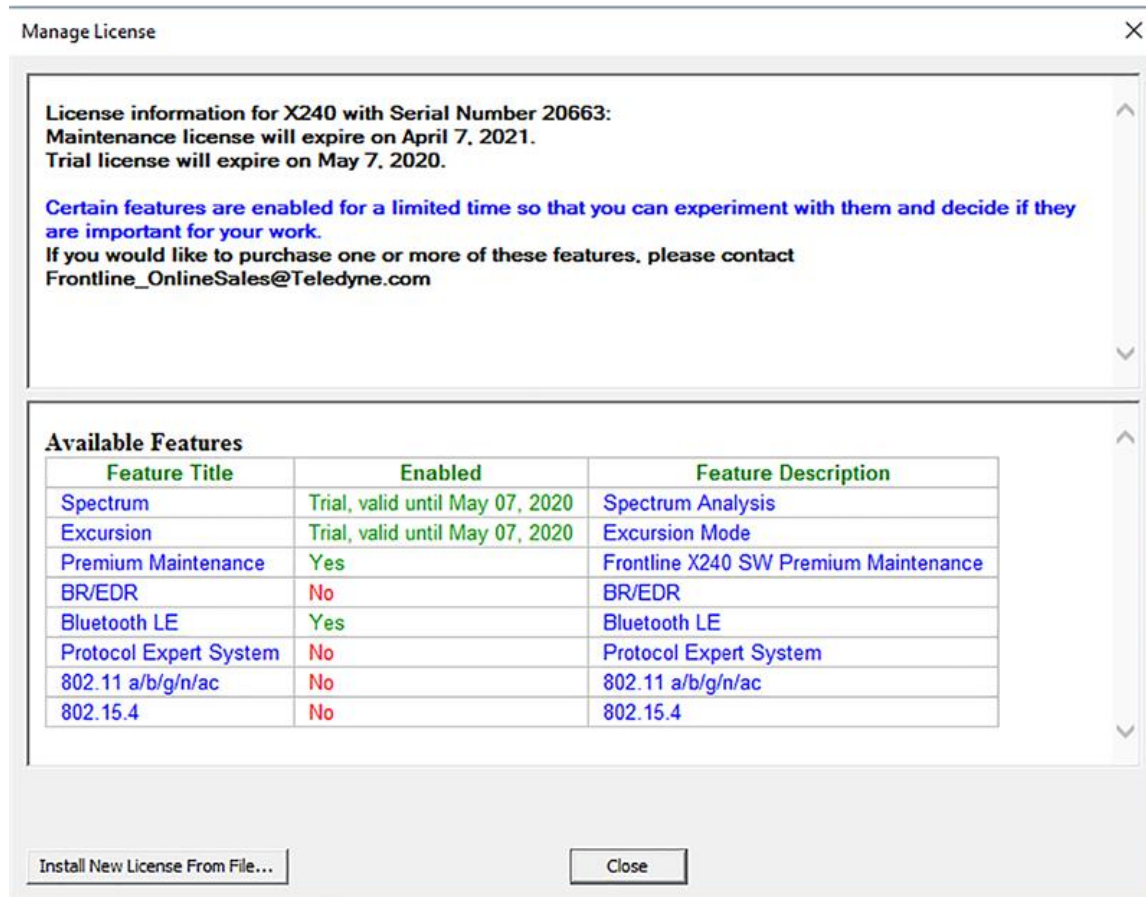 Manage License
License information for X240 with Serial Number 20663:
Maintenance license will expire on April 7, 2021.
Trial license will expire on May 7, 2020.
Certain features are enabled for a limited time so that you can experiment with them and decide if they
are important for your work.
If you would like to purchase one or more of these features, please contact
Frontline_OnlineSales@Teledyne.com
Available Features
Feature Title Enabled Feature Description
Spectrum Trial, valid until May 07, 2020 Spectrum Analysis
Excursion Trial, valid until May 07, 2020 Excursion Mode
Premium Maintenance Yes Frontline X240 SW Premium Maintenance
BR/EDR No BR/EDR
Bluetooth LE Yes Bluetooth LE
Protocol Expert System No Protocol Expert System
802.11 a/b/g/n/ac No 802.11 a/b/g/n/ac
802.15.4 No 802.15.4
Install New License From File... Close